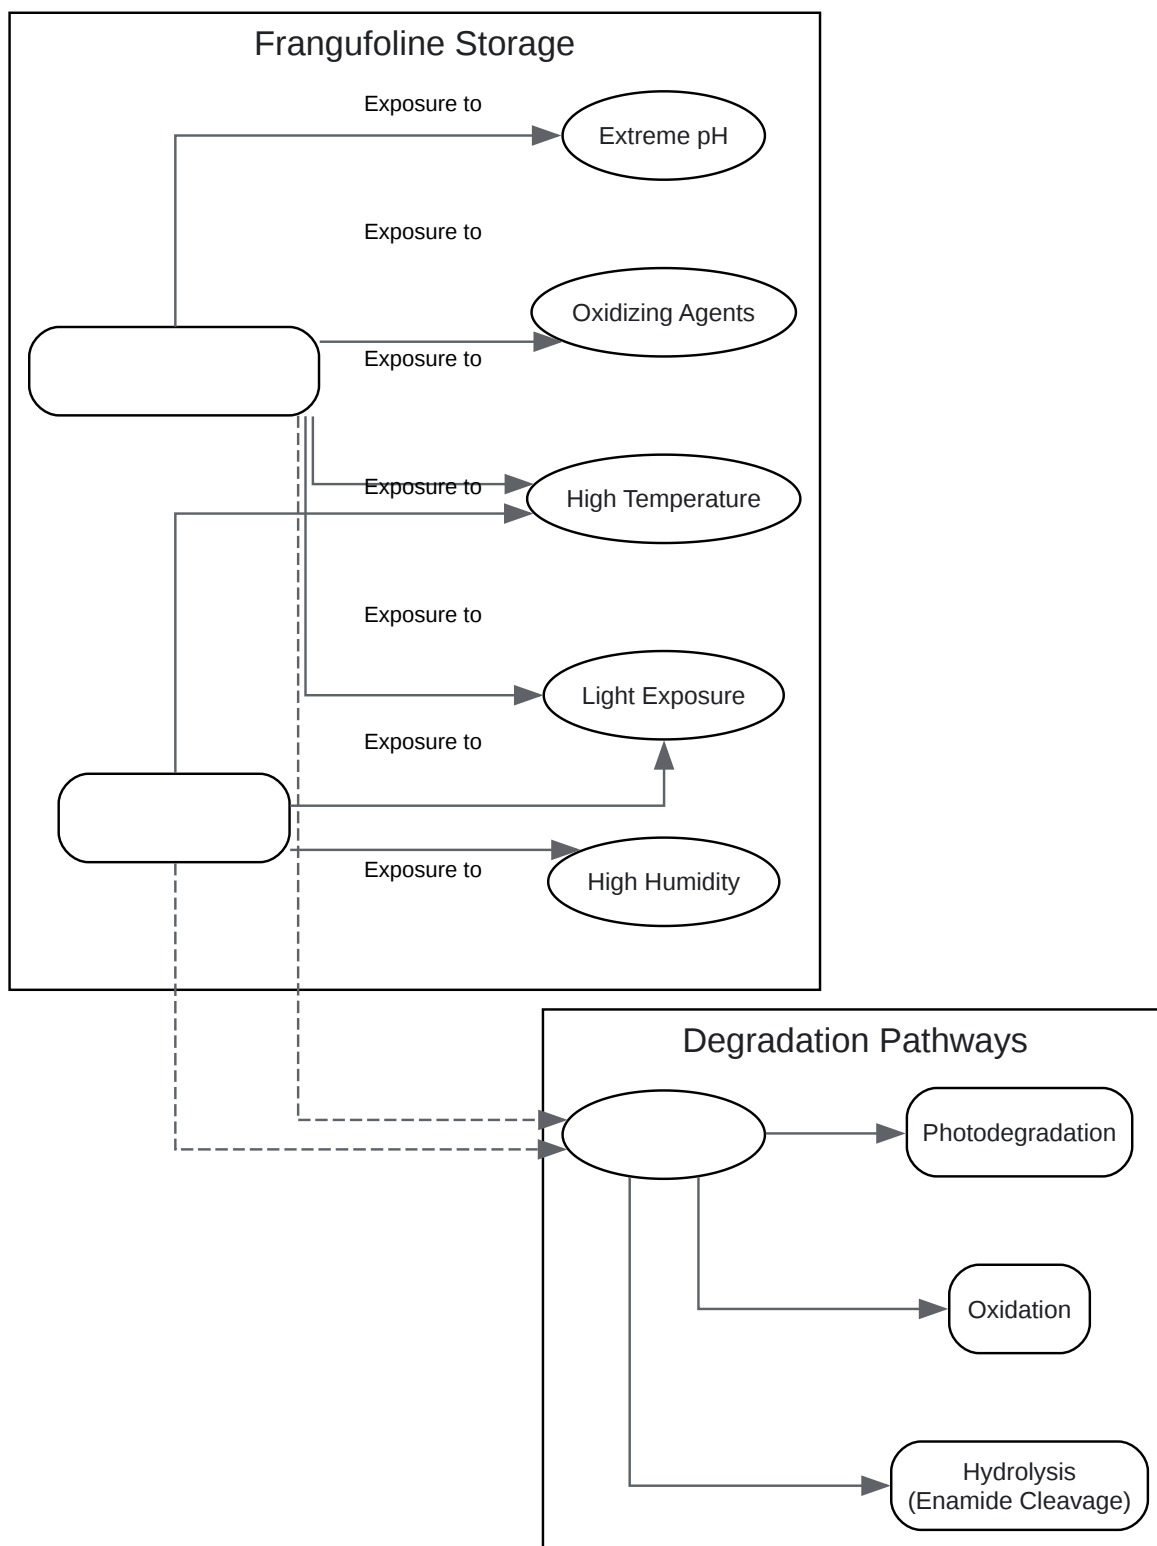 Frangufoline Storage
Exposure to
Extreme pH
Exposure to
Oxidizing Agents
Exposure to
Exposure to
High Temperature
Exposure to
Light Exposure
Exposure to
Exposure to
High Humidity
Degradation Pathways
Photodegradation
Oxidation
Hydrolysis
(Enamide Cleavage)